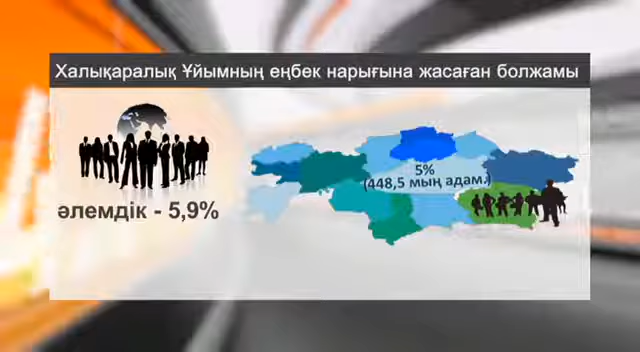 Халықаралық Ұйымның еңбек нарығына жасаған болжамы
5%
(448,5 мың адам.)
әлемдік - 5,9%